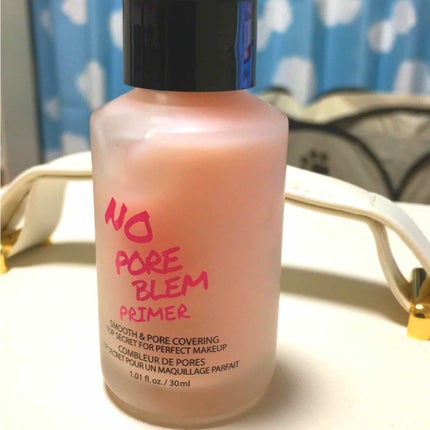 NO
PORE
BLEM
PRIMER
SMOOTH & PORE COVERING
TOP SECRET FOR PERFECT MAKEUP
COMBLEUR DE PORES
SECRET POUR UN MAQUILLAGE PARFAIT
1.01 fl. oz. / 30ml